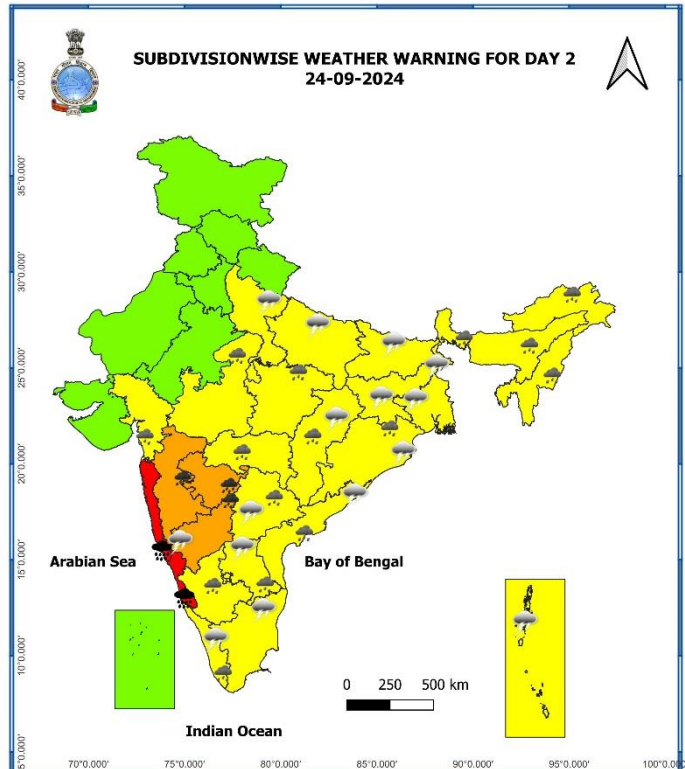 SUBDIVISIONWISE WEATHER WARNING FOR DAY 2
24-09-2024
40°0.000'
35°0.000'
30°0.000'
25°0.000'
20°0.000'
15°0.000'
10°0.000'
5°0.000'
Arabian Sea
Bay of Bengal
0 250 500 km
Indian Ocean
70°0.000' 75°0.000' 80°0.000' 85°0.000' 90°0.000' 95°0.000' 100°0.000'